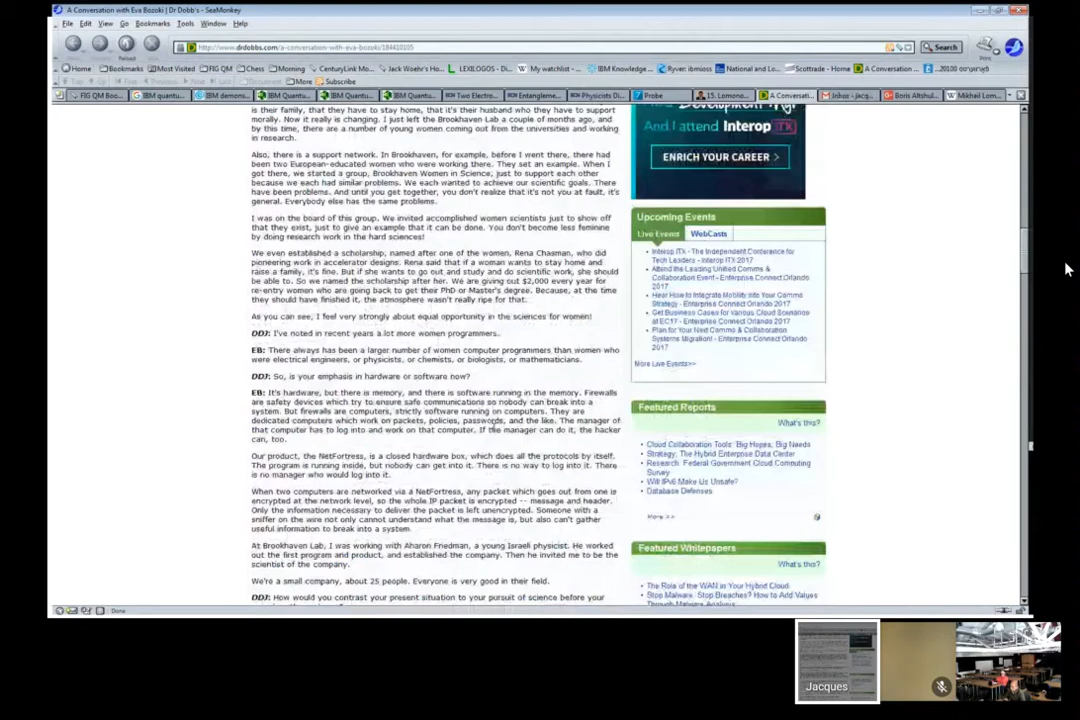 A Conversation with Eva Bozoki | Dr Dobb's - SeaMonkey
File Edit View Go Bookmarks Tools Window Help
Reload
http://www.drdobbs.com/a-conversation-with-eva-bozoki/184410105
Search
Print
Home Bookmarks Most Visited FIG QM Chess Morning CenturyLink Mo... Jack Woehr's Ho... LEXILOGOS D... My watchlist - ... IBM Knowledge... Ryver: ibmioss National and Lo... Scottrade - Home A Conversation ...
More Subscribe
FIG QM Boo... IBM quantu... IBM demons... IBM Quantu... IBM Quantu... IBM Quantu... Two Electro... Entangleme... Physicists Di... Probe 15. Lomono... A Conversati... Inbox - jacq... Boris Altshul... Mikhail Lom...
is their family, that they have to stay home, that it's their husband who they have to support
morally. Now it really is changing. I just left the Brookhaven Lab a couple of months ago, and
by this time, there are a number of young women coming out from the universities and working
in research.
Also, there is a support network. In Brookhaven, for example, before I went there, there had
been two European-educated women who were working there. They set an example. When I
got there, we started a group, Brookhaven Women in Science, just to support each other
because we each had similar problems. We each wanted to achieve our scientific goals. There
have been problems. And until you get together, you don't realize that it's not you at fault, it's
general. Everybody else has the same problems.
I was on the board of this group. We invited accomplished women scientists just to show off
that they exist, just to give an example that it can be done. You don't become less feminine
by doing research work in the hard sciences!
We even established a scholarship, named after one of the women, Rena Chasman, who did
pioneering work in accelerator designs. Rena said that if a woman wants to stay home and
raise a family, it's fine. But if she wants to go out and study and do scientific work, she should
be able to. So we named the scholarship after her. We are giving out $2,000 every year for
re-entry women who are going back to get their PhD or Master's degree. Because, at the time
they should have finished it, the atmosphere wasn't really ripe for that.
As you can see, I feel very strongly about equal opportunity in the sciences for women!
DDJ: I've noted in recent years a lot more women programmers.
EB: There always has been a larger number of women computer programmers than women who
were electrical engineers, or physicists, or chemists, or biologists, or mathematicians.
DDJ: So, is your emphasis in hardware or software now?
EB: It's hardware, but there is memory, and there is software running in the memory. Firewalls
are safety devices which try to ensure safe communications so nobody can break into a
system. But firewalls are computers, strictly software running on computers. They are
dedicated computers which work on packets, policies, passwords, and the like. The manager of
that computer has to log into and work on that computer. If the manager can do it, the hacker
can, too.
Our product, the NetFortress, is a closed hardware box, which does all the protocols by itself.
The program is running inside, but nobody can get into it. There is no way to log into it. There
is no manager who would log into it.
When two computers are networked via a NetFortress, any packet which goes out from one is
encrypted at the network level, so the whole IP packet is encrypted -- message and header.
Only the information necessary to deliver the packet is left unencrypted. Someone with a
sniffer on the wire not only cannot understand what the message is, but also can't gather
useful information to break into a system.
At Brookhaven Lab, I was working with Aharon Friedman, a young Israeli physicist. He worked
out the first program and product, and established the company. Then he invited me to be the
scientist of the company.
We're a small company, about 25 people. Everyone is very good in their field.
DDJ: How would you contrast your present situation to your pursuit of science before your
And I attend Interop ITX
ENRICH YOUR CAREER >
Upcoming Events
Live Events WebCasts
Interop ITX - The Independent Conference for
Tech Leaders - Interop ITX 2017
Attend the Leading Unified Comms &
Collaboration Event - Enterprise Connect Orlando
2017
Hear How to Integrate Mobility into Your Comms
Strategy - Enterprise Connect Orlando 2017
Get Business Cases for Various Cloud Scenarios
at EC17 - Enterprise Connect Orlando 2017
Plan for Your Next Comms & Collaboration
Systems Migration! - Enterprise Connect Orlando
2017
More Live Events>>
Featured Reports
What's this?
Cloud Collaboration Tools: Big Hopes, Big Needs
Strategy: The Hybrid Enterprise Data Center
Research: Federal Government Cloud Computing
Survey
Will IPv6 Make Us Unsafe?
Database Defenses
More >>
Featured Whitepapers
What's this?
The Role of the WAN in Your Hybrid Cloud
Stop Malware, Stop Breaches? How to Add Values
Through Malware Analysis
Done
Jacques